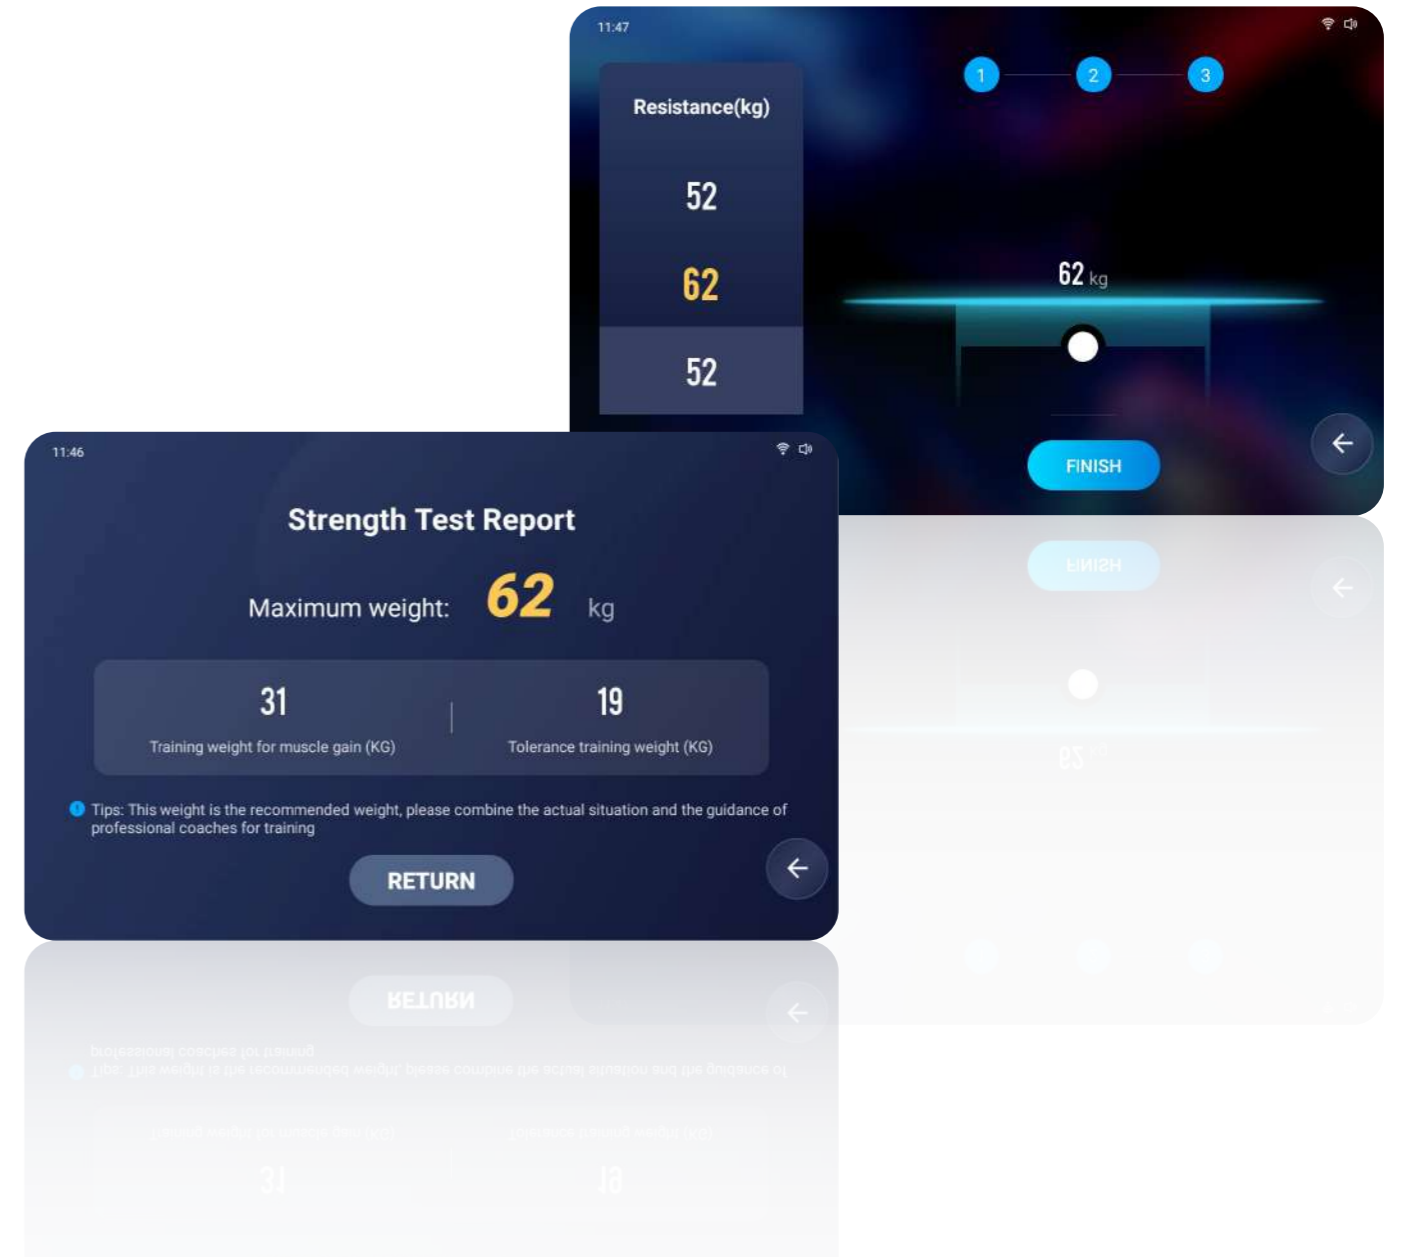 11:47
1
2
3
Resistance(kg)
52
62
52
62 kg
FINISH
11:46
Strength Test Report
Maximum weight: 62 kg
31
19
Training weight for muscle gain (KG)
Tolerance training weight (KG)
Tips: This weight is the recommended weight, please combine the actual situation and the guidance of
professional coaches for training
RETURN